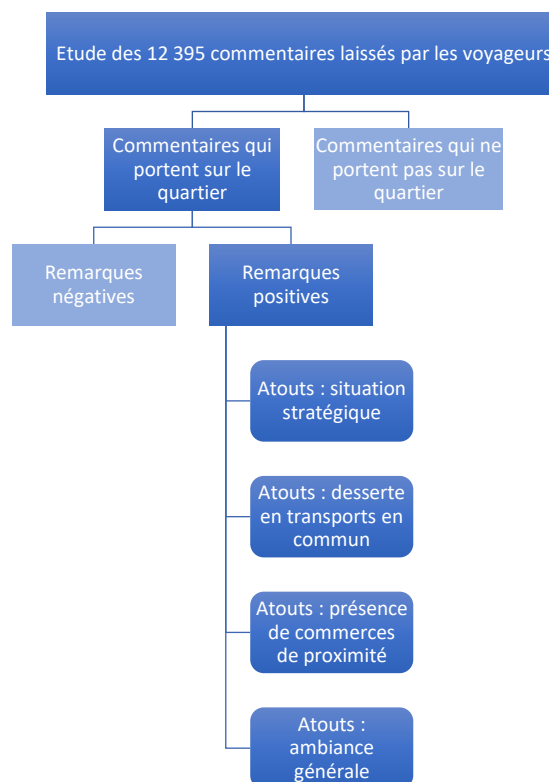 Etude des 12 395 commentaires laissés par les voyageurs
Commentaires qui
portent sur le
quartier
Commentaires qui ne
portent pas sur le
quartier
Remarques
négatives
Remarques
positives
Atouts : situation
stratégique
Atouts : desserte
en transports en
commun
Atouts : présence
de commerces
de proximité
Atouts :
ambiance
générale